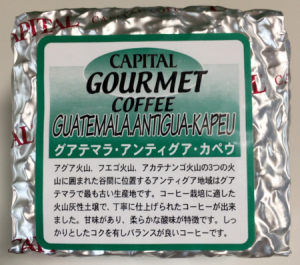 CAPITAL
CAPITAL
GOURMET
COFFEE
GUATEMALA ANTIGUA-KAPEU
グアテマラ・アンティグア・カペウ
アグア火山、フエゴ火山、アカテナンゴ火山の3つの火
山に囲まれた谷間に位置するアンティグア地域はグア
テマラで最も古い生産地です。コーヒー栽培に適した
火山灰性土壌で、丁寧に仕上げられたコーヒーが出来
ました。甘味があり、柔らかな酸味が特徴です。しっ
かりとしたコクを有しバランスが良いコーヒーです。